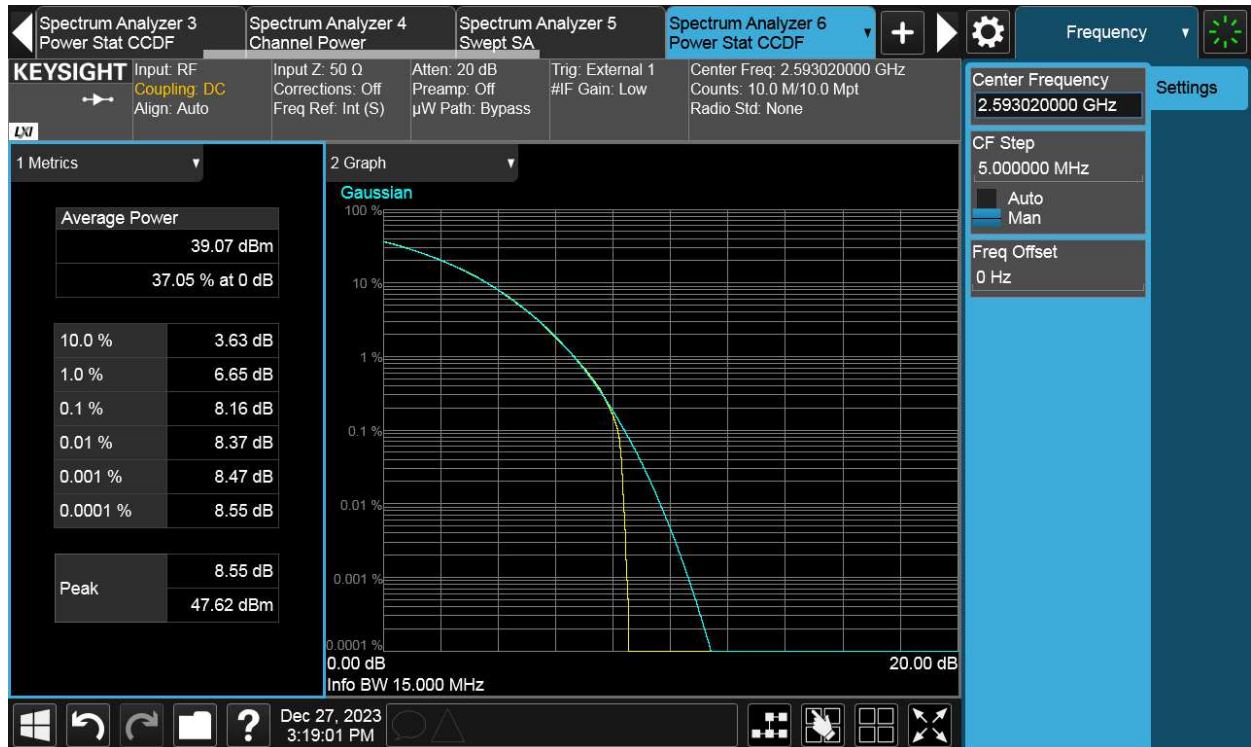 Spectrum Analyzer 3
Power Stat CCDF
Spectrum Analyzer 4
Channel Power
Spectrum Analyzer 5
Swept SA
Spectrum Analyzer 6
Power Stat CCDF
Frequency
KEYSIGHT
LXI
Input: RF
Coupling: DC
Align: Auto
Input Z: 50 Ω
Corrections: Off
Freq Ref: Int (S)
Atten: 20 dB
Preamp: Off
µW Path: Bypass
Trig: External 1
#IF Gain: Low
Center Freq: 2.593020000 GHz
Counts: 10.0 M/10.0 Mpt
Radio Std: None
Center Frequency
2.593020000 GHz
Settings
CF Step
5.000000 MHz
Auto
Man
Freq Offset
0 Hz
1 Metrics
Average Power
39.07 dBm
37.05 % at 0 dB
10.0 % 3.63 dB
1.0 % 6.65 dB
0.1 % 8.16 dB
0.01 % 8.37 dB
0.001 % 8.47 dB
0.0001 % 8.55 dB
Peak
8.55 dB
47.62 dBm
2 Graph
Gaussian
100 %
10 %
1 %
0.1 %
0.01 %
0.001 %
0.0001 %
0.00 dB 20.00 dB
Info BW 15.000 MHz
?
Dec 27, 2023
3:19:01 PM